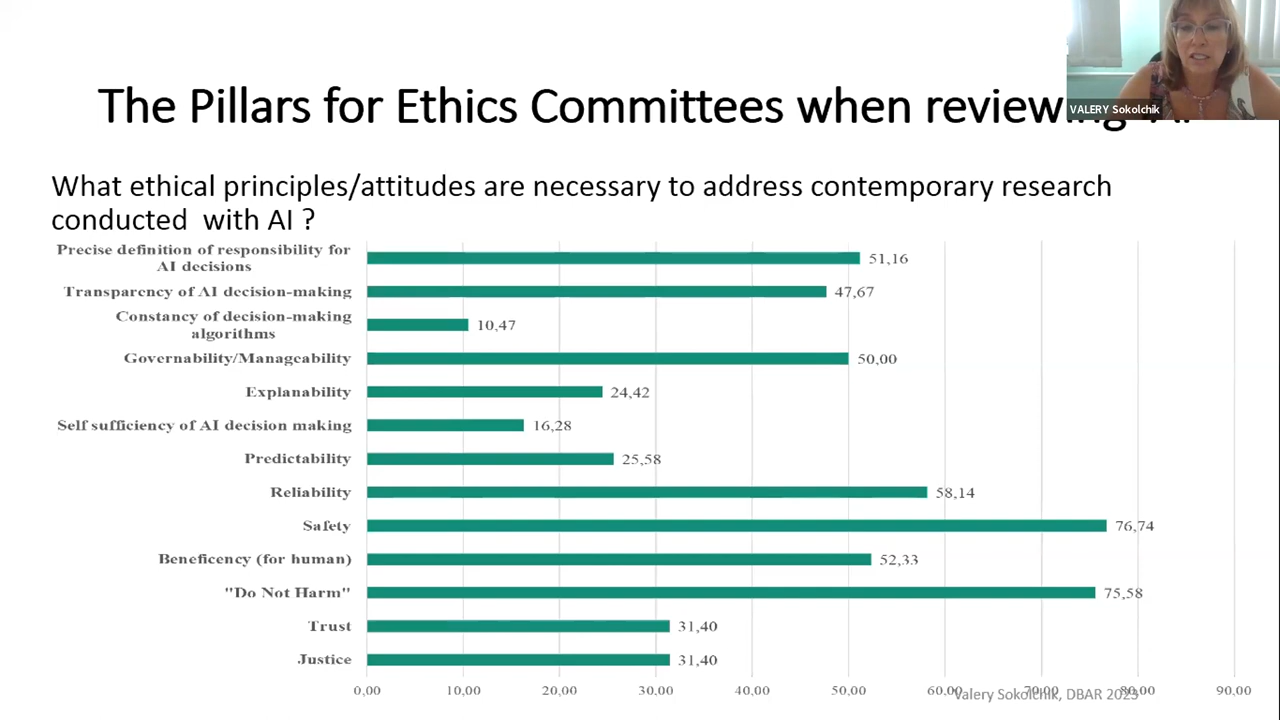 The Pillars for Ethics Committees when reviewing
VALERY Sokolchik
What ethical principles/attitudes are necessary to address contemporary research
conducted with AI ?
Precise definition of responsibility for
AI decisions
51,16
Transparency of AI decision-making
47,67
Constancy of decision-making
algorithms
10,47
Governability/Manageability
50,00
Explanability
24,42
Self sufficiency of AI decision making
16,28
Predictability
25,58
Reliability
58,14
Safety
76,74
Beneficency (for human)
52,33
"Do Not Harm"
75,58
Trust
31,40
Justice
31,40
0,00 10,00 20,00 30,00 40,00 50,00 60,00 70,00 80,00 90,00
Valery Sokolchik, DBAR 2023